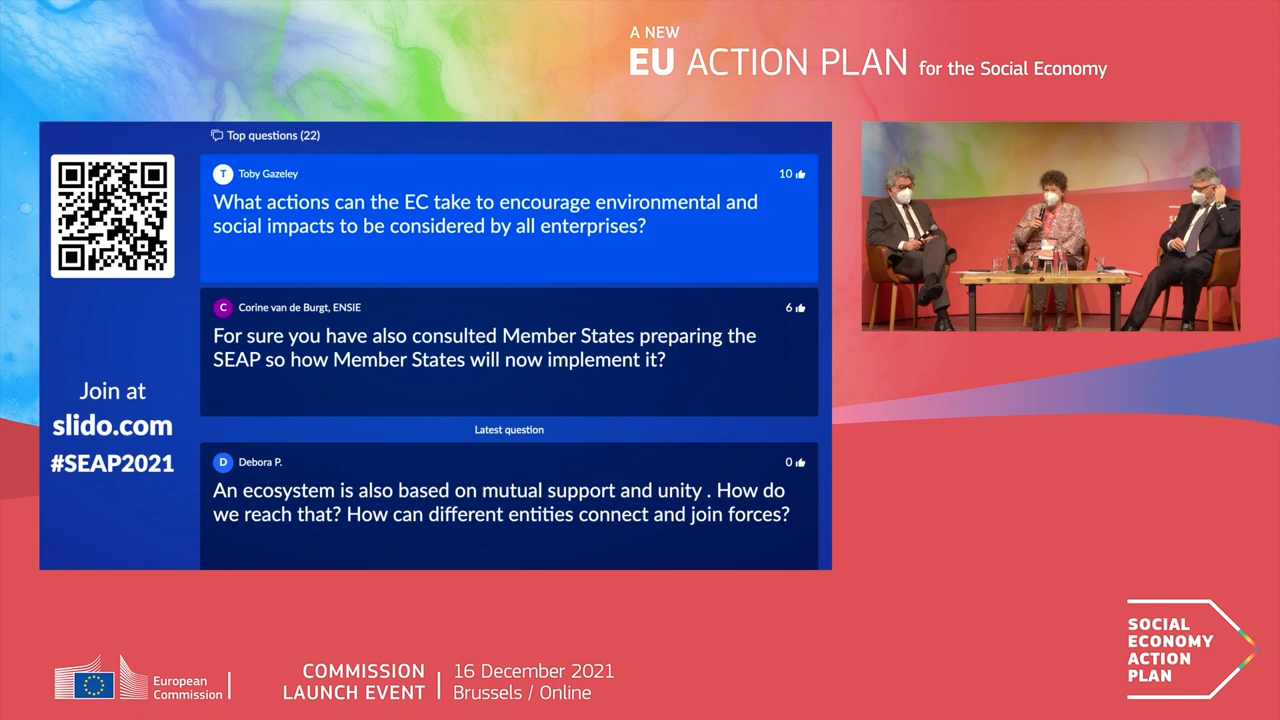 A NEW
EU ACTION PLAN for the Social Economy
Top questions (22)
T Toby Gazeley 10
What actions can the EC take to encourage environmental and
social impacts to be considered by all enterprises?
C Corine van de Burgt, ENSIE 6
For sure you have also consulted Member States preparing the
SEAP so how Member States will now implement it?
Join at
slido.com
#SEAP2021
Latest question
D Debora P. 0
An ecosystem is also based on mutual support and unity . How do
we reach that? How can different entities connect and join forces?
SOCIAL
ECONOMY
ACTION
PLAN
European
Commission
COMMISSION
LAUNCH EVENT
16 December 2021
Brussels / Online